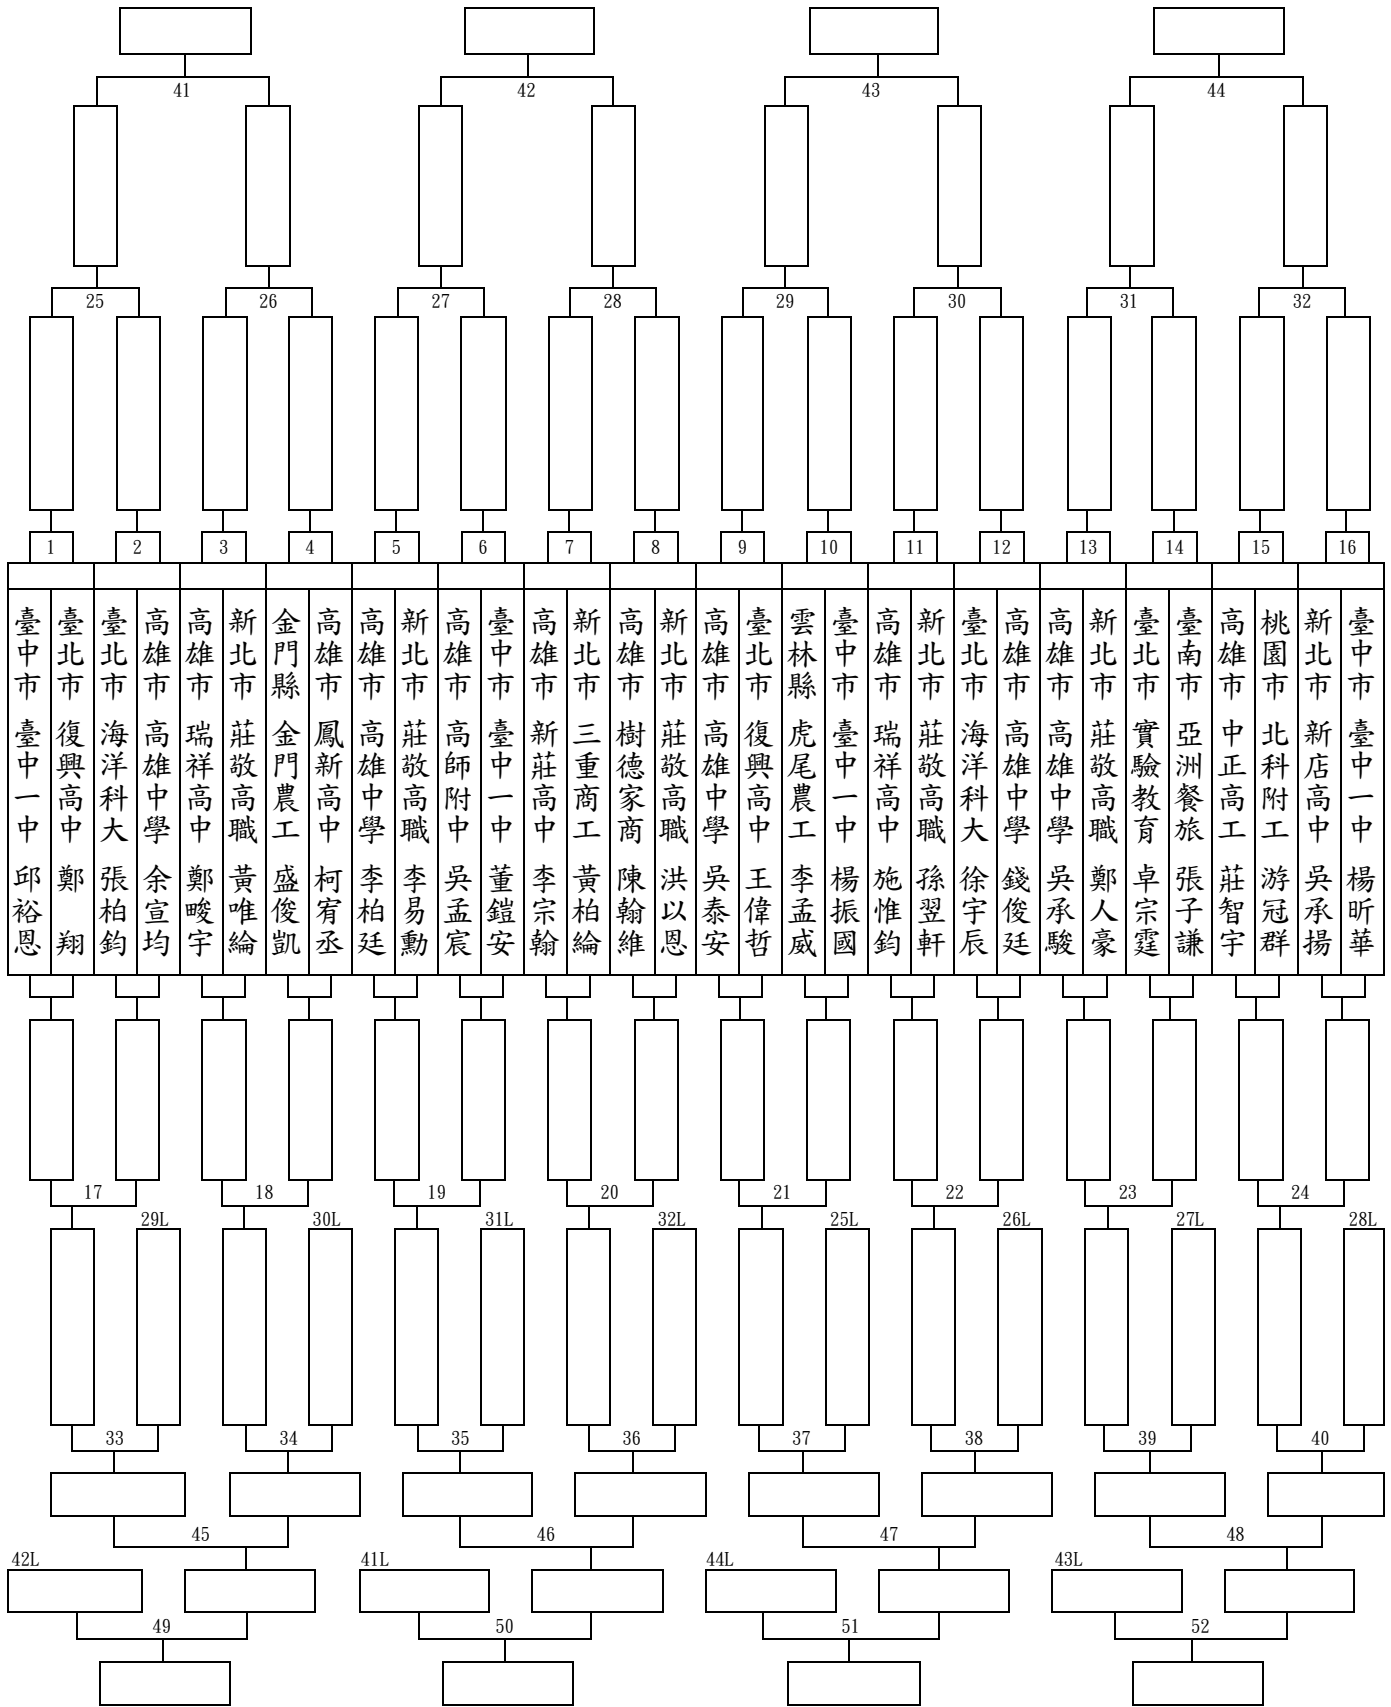 41 42 43 44
25 26 27 28 29 30 31 32
1 2 3 4 5 6 7 8 9 10 11 12 13 14 15 16
臺中市 臺中一中 邱裕恩
臺北市 復興高中 鄭 翔
臺北市 海洋科大 張柏鈞
高雄市 高雄中學 余宣均
高雄市 瑞祥高中 鄭畯宇
新北市 莊敬高職 黃唯綸
金門縣 金門農工 盛俊凱
高雄市 鳳新高中 柯宥丞
高雄市 高雄中學 李柏廷
新北市 莊敬高職 李易勳
高雄市 高師附中 吳孟宸
臺中市 臺中一中 董鎧安
高雄市 新莊高中 李宗翰
新北市 三重商工 黃柏綸
高雄市 樹德家商 陳翰維
新北市 莊敬高職 洪以恩
高雄市 高雄中學 吳泰安
臺北市 復興高中 王偉哲
雲林縣 虎尾農工 李孟威
臺中市 臺中一中 楊振國
高雄市 瑞祥高中 施惟鈞
新北市 莊敬高職 孫翌軒
臺北市 海洋科大 徐宇辰
高雄市 高雄中學 錢俊廷
高雄市 高雄中學 吳承駿
新北市 莊敬高職 鄭人豪
臺北市 實驗教育 卓宗霆
臺南市 亞洲餐旅 張子謙
高雄市 中正高工 莊智宇
桃園市 北科附工 游冠群
新北市 新店高中 吳承揚
臺中市 臺中一中 楊昕華
17 18 19 20 21 22 23 24
29L 30L 31L 32L 25L 26L 27L 28L
33 34 35 36 37 38 39 40
45 46 47 48
42L 41L 44L 43L
49 50 51 52